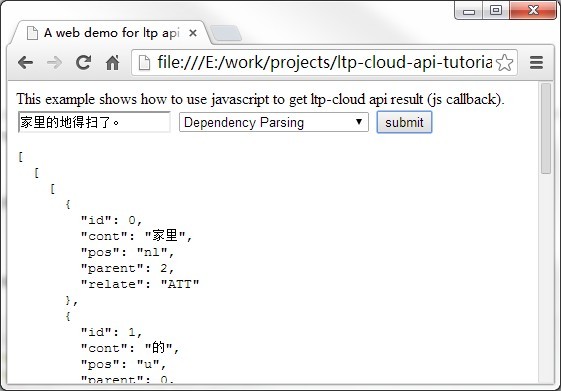 A web demo for ltp api
file:///E:/work/projects/ltp-cloud-api-tutoria
This example shows how to use javascript to get ltp-cloud api result (js callback).
家里的地得扫了。 Dependency Parsing submit
[
[
[
{
"id": 0,
"cont": "家里",
"pos": "nl",
"parent": 2,
"relate": "ATT"
},
{
"id": 1,
"cont": "的",
"pos": "u",
"parent": 0,